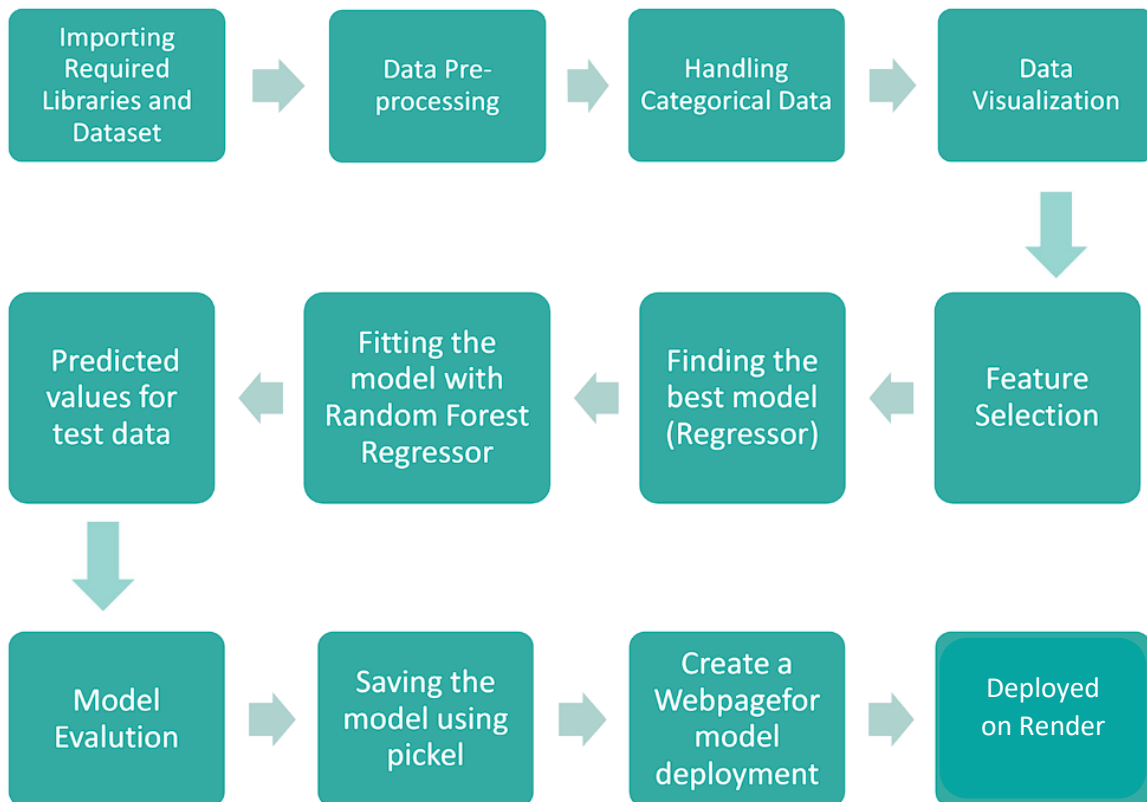 Importing
Required
Libraries and
Dataset
Data Pre-
processing
Handling
Categorical Data
Data
Visualization
Feature
Selection
Finding the
best model
(Regressor)
Fitting the
model with
Random Forest
Regressor
Predicted
values for
test data
Model
Evalution
Saving the
model using
pickel
Create a
Webpagefor
model
deployment
Deployed
on Render